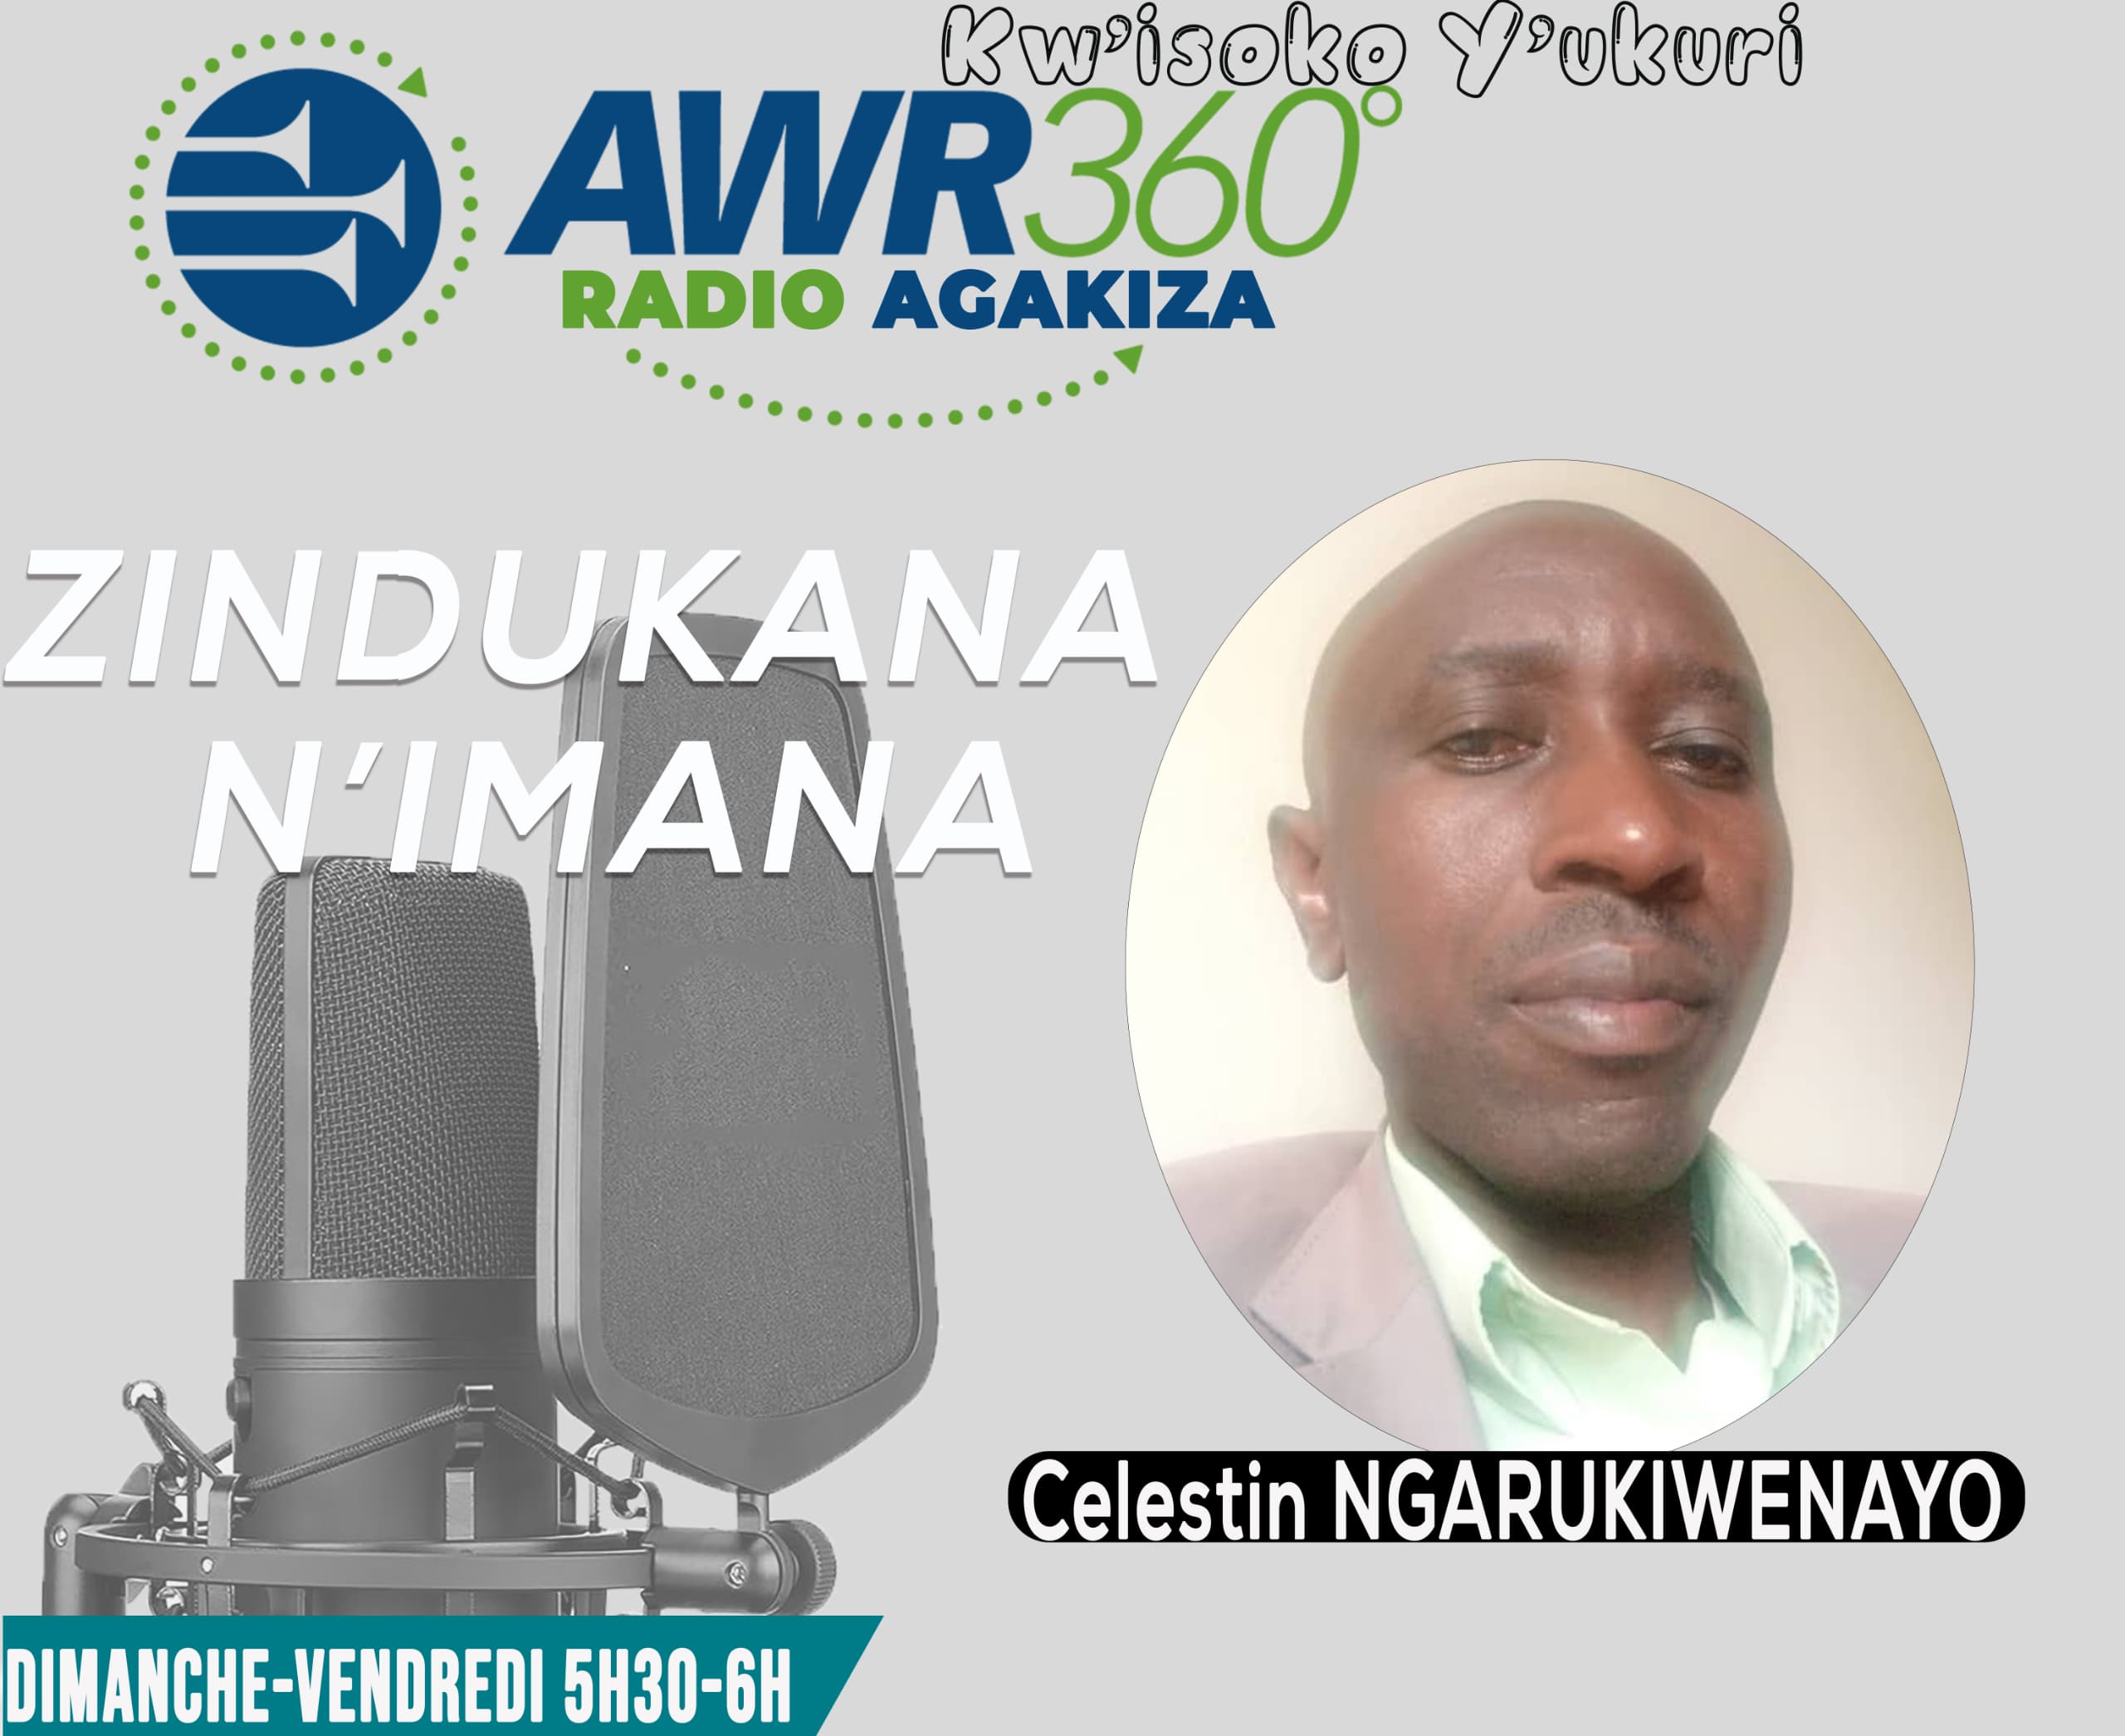 Kw'isoko Y'ukuri
AWR360°
RADIO AGAKIZA
ZINDUKANA
N'IMANA
Celestin NGARUKIWENAYO
DIMANCHE-VENDREDI 5H30-6H